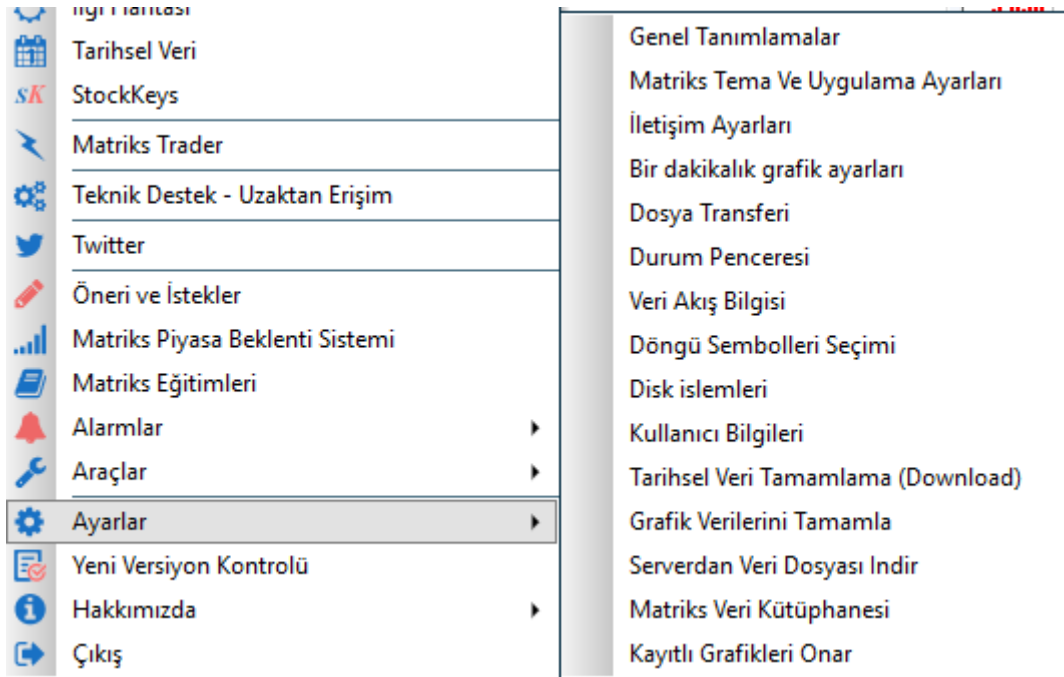 Tarihsel Veri
sK StockKeys
Matriks Trader
Teknik Destek - Uzaktan Erişim
Twitter
Öneri ve İstekler
Matriks Piyasa Beklenti Sistemi
Matriks Eğitimleri
Alarmlar
Araçlar
Ayarlar
Yeni Versiyon Kontrolü
Hakkımızda
Çıkış
Genel Tanımlamalar
Matriks Tema Ve Uygulama Ayarları
İletişim Ayarları
Bir dakikalık grafik ayarları
Dosya Transferi
Durum Penceresi
Veri Akış Bilgisi
Döngü Sembolleri Seçimi
Disk islemleri
Kullanıcı Bilgileri
Tarihsel Veri Tamamlama (Download)
Grafik Verilerini Tamamla
Serverdan Veri Dosyası Indir
Matriks Veri Kütüphanesi
Kayıtlı Grafikleri Onar